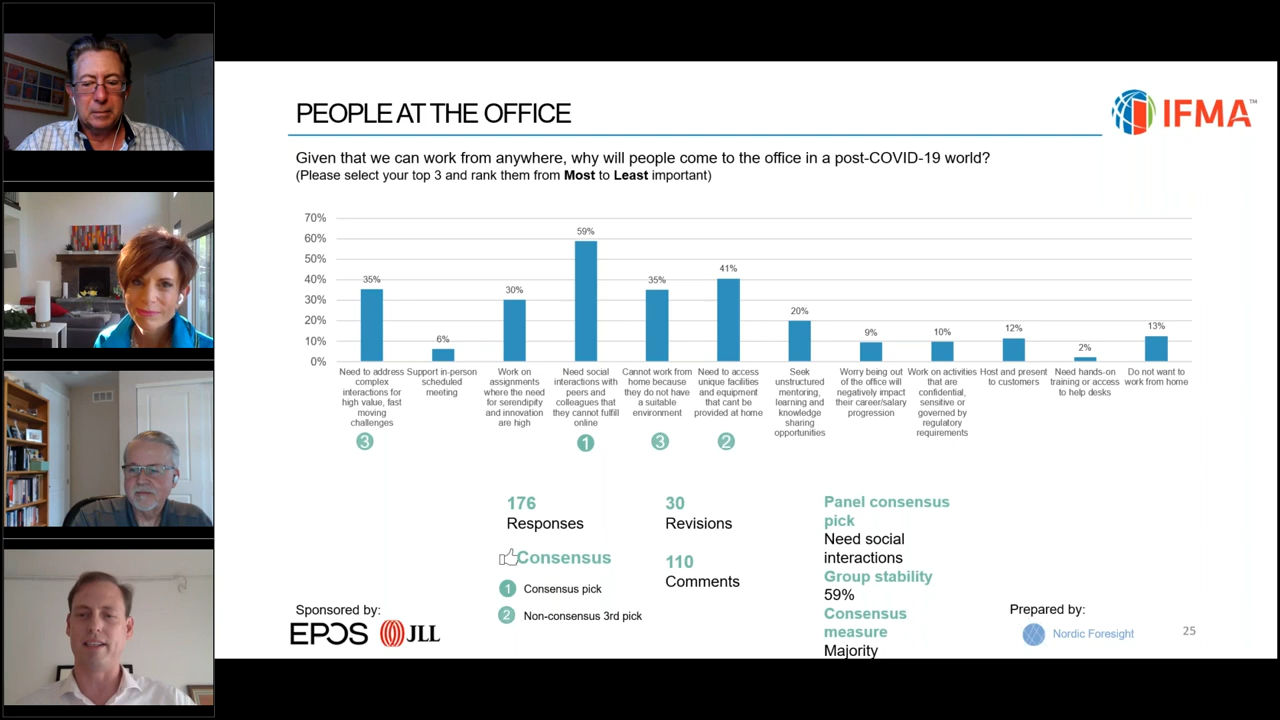 PEOPLE AT THE OFFICE
IFMA™
Given that we can work from anywhere, why will people come to the office in a post-COVID-19 world?
(Please select your top 3 and rank them from Most to Least important)
70%
60%
50%
40%
30%
20%
10%
0%
35%
6%
30%
59%
35%
41%
20%
9%
10%
12%
2%
13%
Need to address
complex
interactions for
high value, fast
moving
challenges
3
Support in-person
scheduled
meeting
Work on
assignments
where the need
for serendipity
and innovation
are high
Need social
interactions with
peers and
colleagues that
they cannot fulfill
online
1
Cannot work from
home because
they do not have
a suitable
environment
3
Need to access
unique facilities
and equipment
that cant be
provided at home
2
Seek
unstructured
mentoring,
learning and
knowledge
sharing
opportunities
Worry being out
of the office will
negatively impact
their career/salary
progression
Work on activities
that are
confidential,
sensitive or
governed by
regulatory
requirements
Host and present
to customers
Need hands-on
training or access
to help desks
Do not want to
work from home
176
Responses
Consensus
1 Consensus pick
2 Non-consensus 3rd pick
30
Revisions
110
Comments
Panel consensus
pick
Need social
interactions
Group stability
59%
Consensus
measure
Majority
Sponsored by:
EPOS JLL
Prepared by:
Nordic Foresight
25